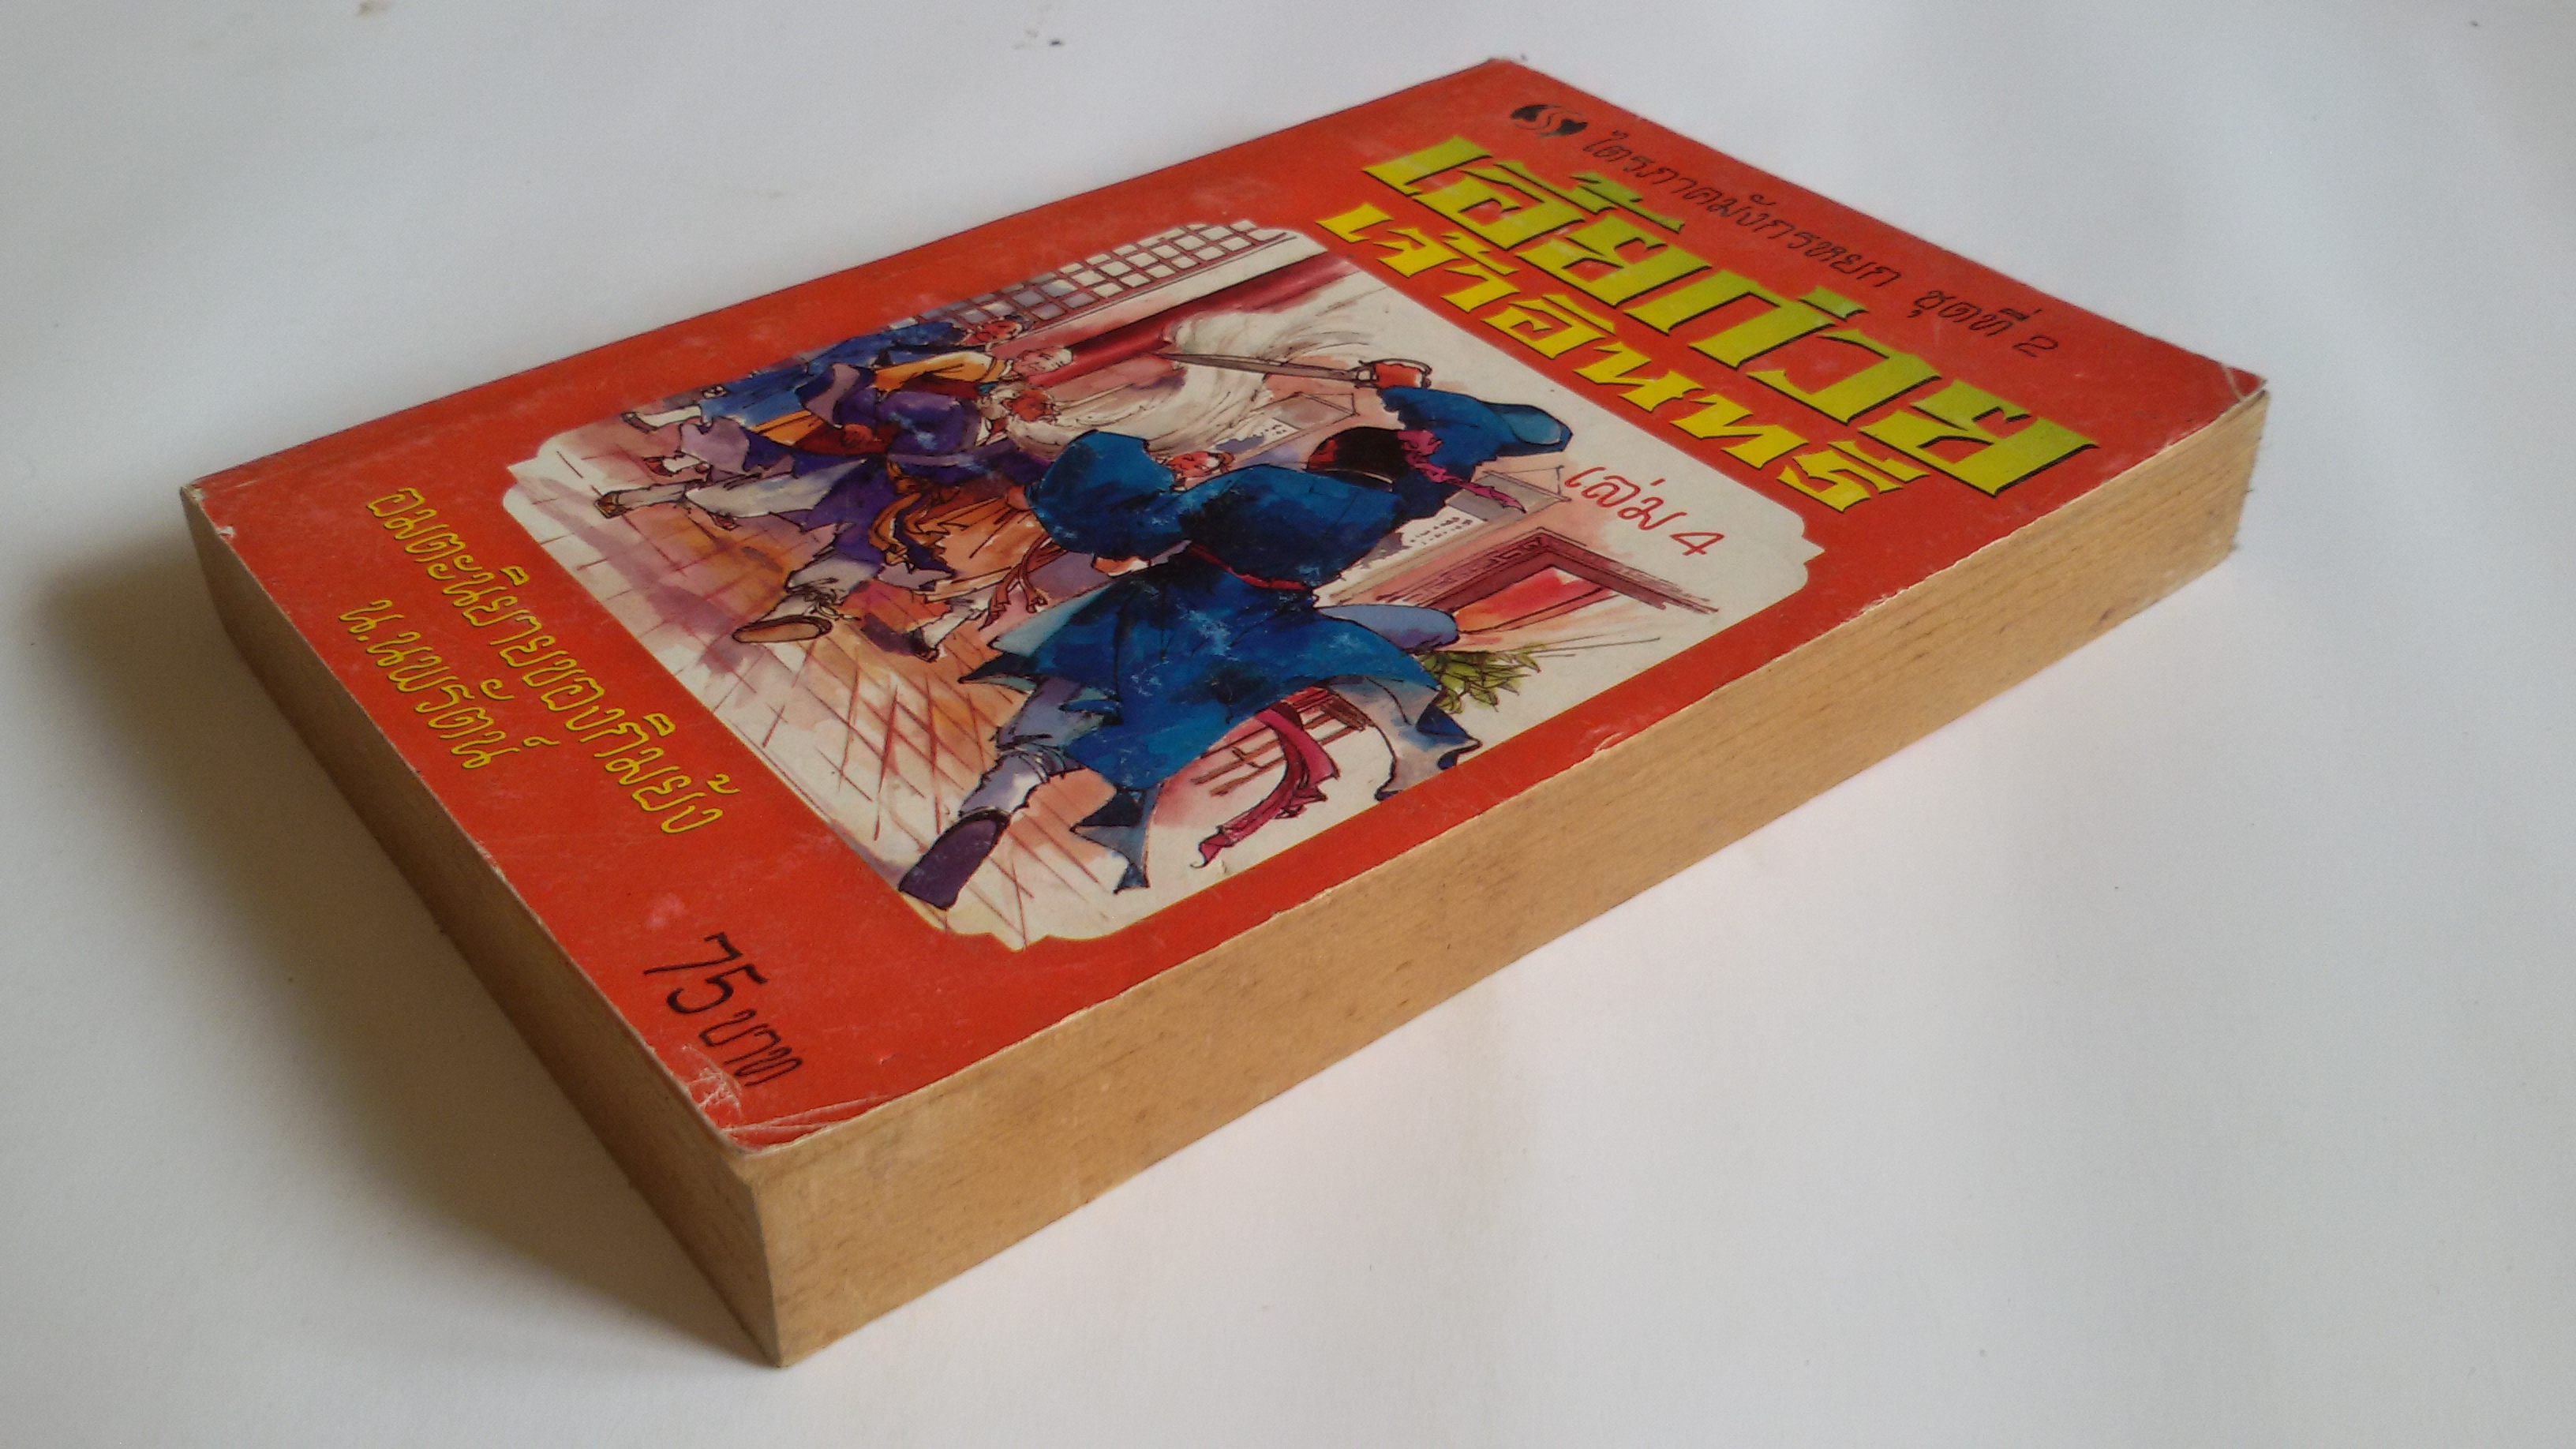 ไตรภาคมังกรหยก ชุดที่ 2
เอี้ยก่วย
เจ้าอินทรี
เล่ม 4
อมตะนิยายของกิมย้ง
น.นพรัตน์
75 บาท